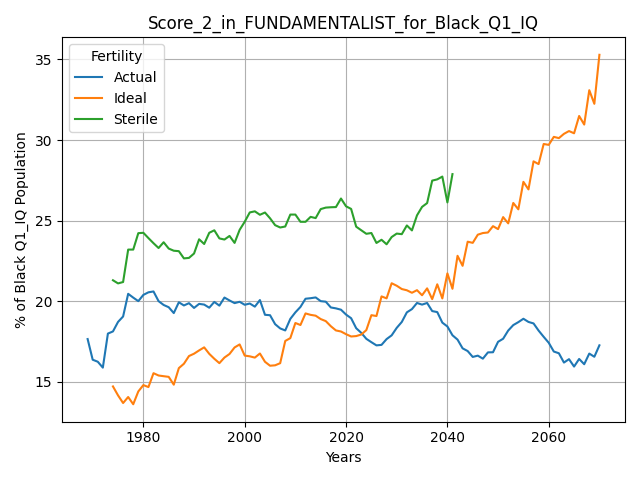 Score_2_in_FUNDAMENTALIST_for_Black_Q1_IQ
Fertility
Actual
Ideal
Sterile
% of Black Q1_IQ Population
35
30
25
20
15
1980
2000
2020
2040
2060
Years